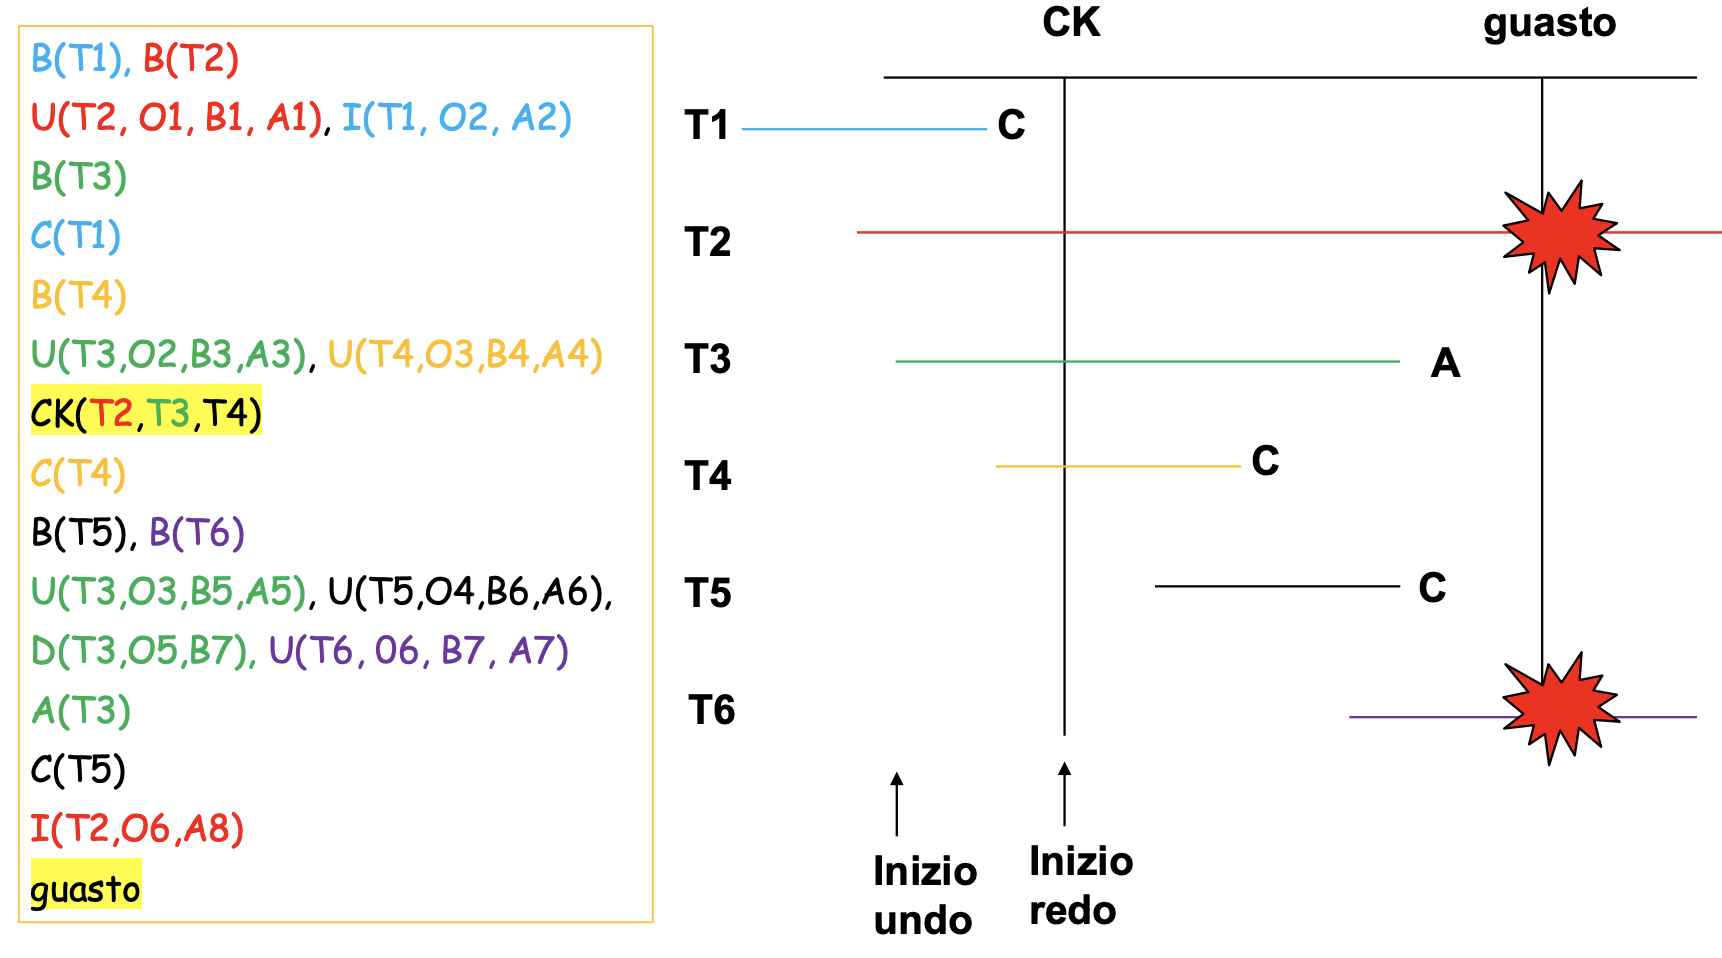 B(T1), B(T2)
U(T2, O1, B1, A1), I(T1, O2, A2)
B(T3)
C(T1)
B(T4)
U(T3,O2,B3,A3), U(T4,O3,B4,A4)
CK(T2,T3,T4)
C(T4)
B(T5), B(T6)
U(T3,O3,B5,A5), U(T5,O4,B6,A6),
D(T3,O5,B7), U(T6, 06, B7, A7)
A(T3)
C(T5)
I(T2,O6,A8)
guasto
CK guasto
T1 C
T2
T3 A
T4 C
T5 C
T6
Inizio
undo
Inizio
redo